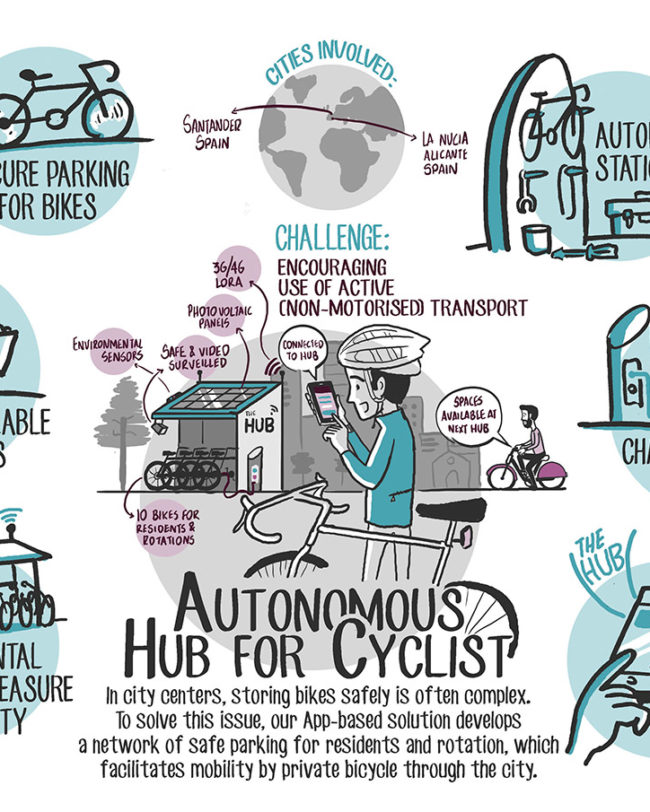 CITIES INVOLVED:
SANTANDER
SPAIN
LA NUCIA
ALICANTE
SPAIN
CURE PARKING
FOR BIKES
AUTO
STATIO
CHALLENGE:
ENCOURAGING
USE OF ACTIVE
(NON-MOTORISED) TRANSPORT
3G/4G
LORA
PHOTOVOLTAIC
PANELS
ENVIRONMENTAL
SENSORS
SAFE & VIDEO
SURVEILLED
CONNECTED
TO HUB
THE
HUB
SPACES
AVAILABLE AT
NEXT HUB
10 BIKES FOR
RESIDENTS &
ROTATIONS
ABLE
S
CHA
NTAL
EASURE
TY
THE
HUB
AUTONOMOUS
HUB FOR CYCLIST
In city centers, storing bikes safely is often complex.
To solve this issue, our App-based solution develops
a network of safe parking for residents and rotation, which
facilitates mobility by private bicycle through the city.